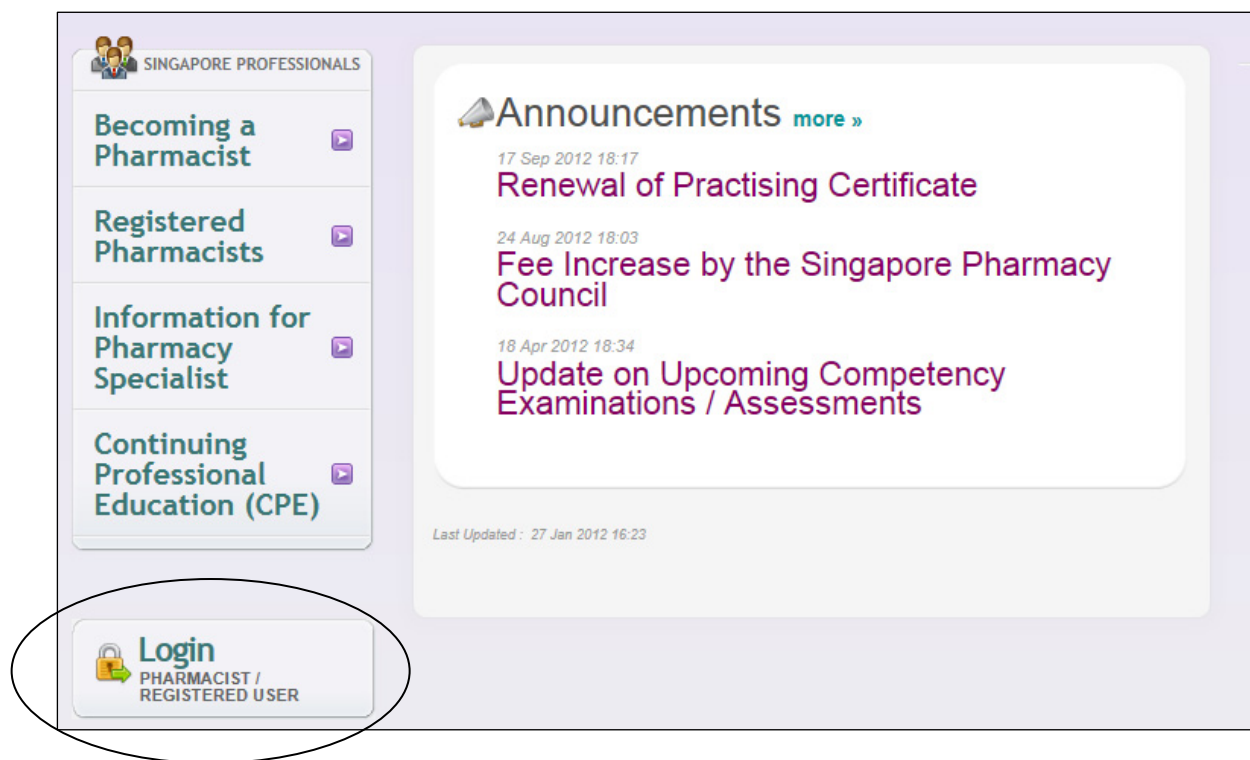 SINGAPORE PROFESSIONALS
Becoming a
Pharmacist
Registered
Pharmacists
Information for
Pharmacy
Specialist
Continuing
Professional
Education (CPE)
Login
PHARMACIST /
REGISTERED USER
Announcements more »
17 Sep 2012 18:17
Renewal of Practising Certificate
24 Aug 2012 18:03
Fee Increase by the Singapore Pharmacy
Council
18 Apr 2012 18:34
Update on Upcoming Competency
Examinations / Assessments
Last Updated : 27 Jan 2012 16:23